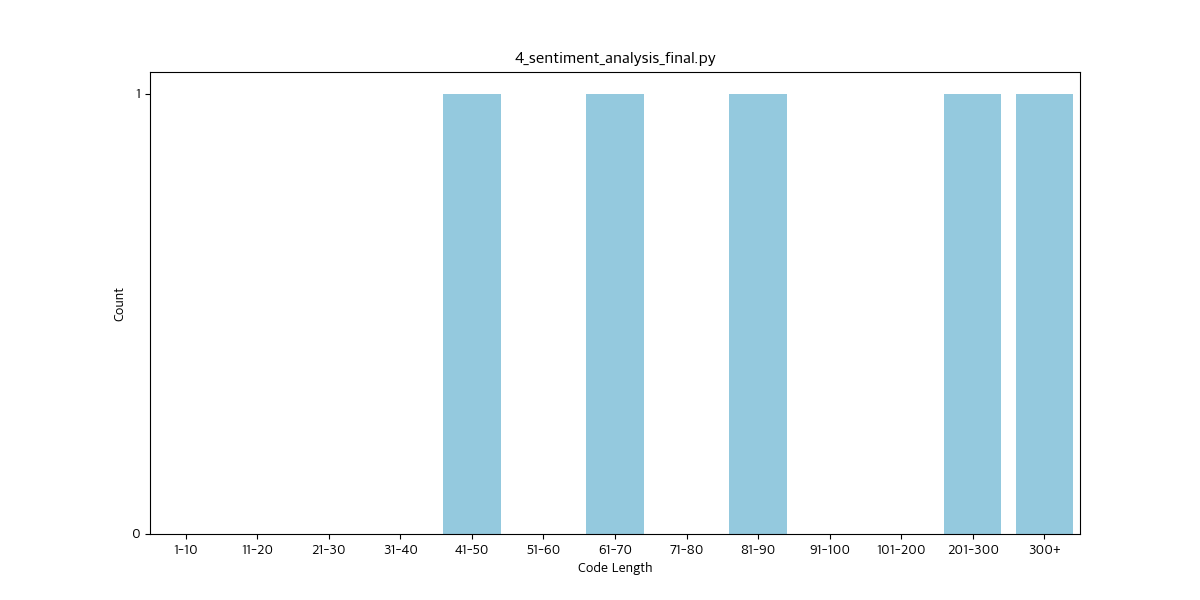 4_sentiment_analysis_final.py
1
Count
0
1-10 11-20 21-30 31-40 41-50 51-60 61-70 71-80 81-90 91-100 101-200 201-300 300+
Code Length